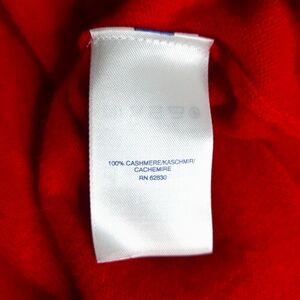 100% CASHMERE/KASCHMIR/
CACHEMIRE
RN 62830